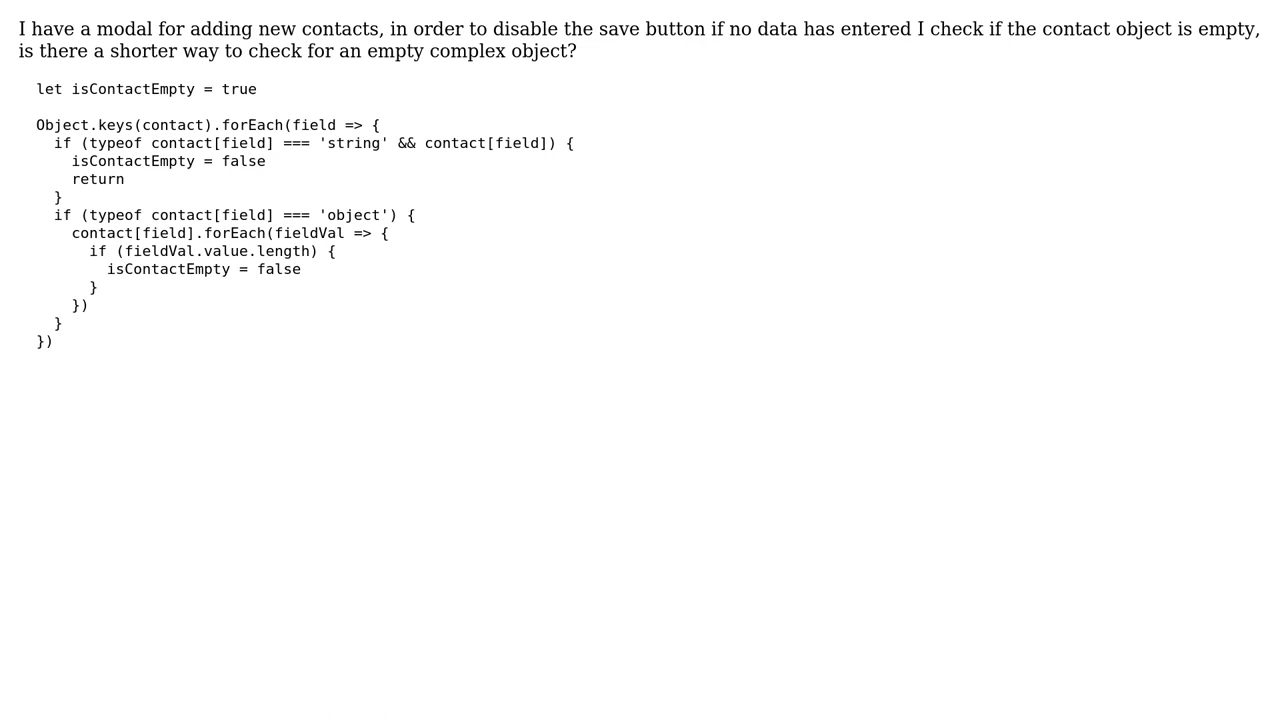 I have a modal for adding new contacts, in order to disable the save button if no data has entered I check if the contact object is empty,
is there a shorter way to check for an empty complex object?
let isContactEmpty = true
Object.keys(contact).forEach(field => {
  if (typeof contact[field] === 'string' && contact[field]) {
    isContactEmpty = false
    return
  }
  if (typeof contact[field] === 'object') {
    contact[field].forEach(fieldVal => {
      if (fieldVal.value.length) {
        isContactEmpty = false
      }
    })
  }
})